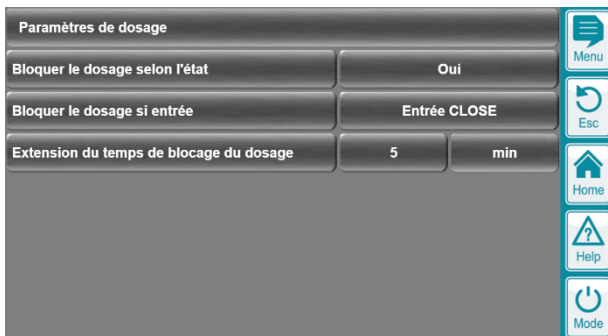 Paramètres de dosage
Menu
Bloquer le dosage selon l'état Oui
Bloquer le dosage si entrée Entrée CLOSE
Esc
Extension du temps de blocage du dosage 5 min
Home
Help
Mode